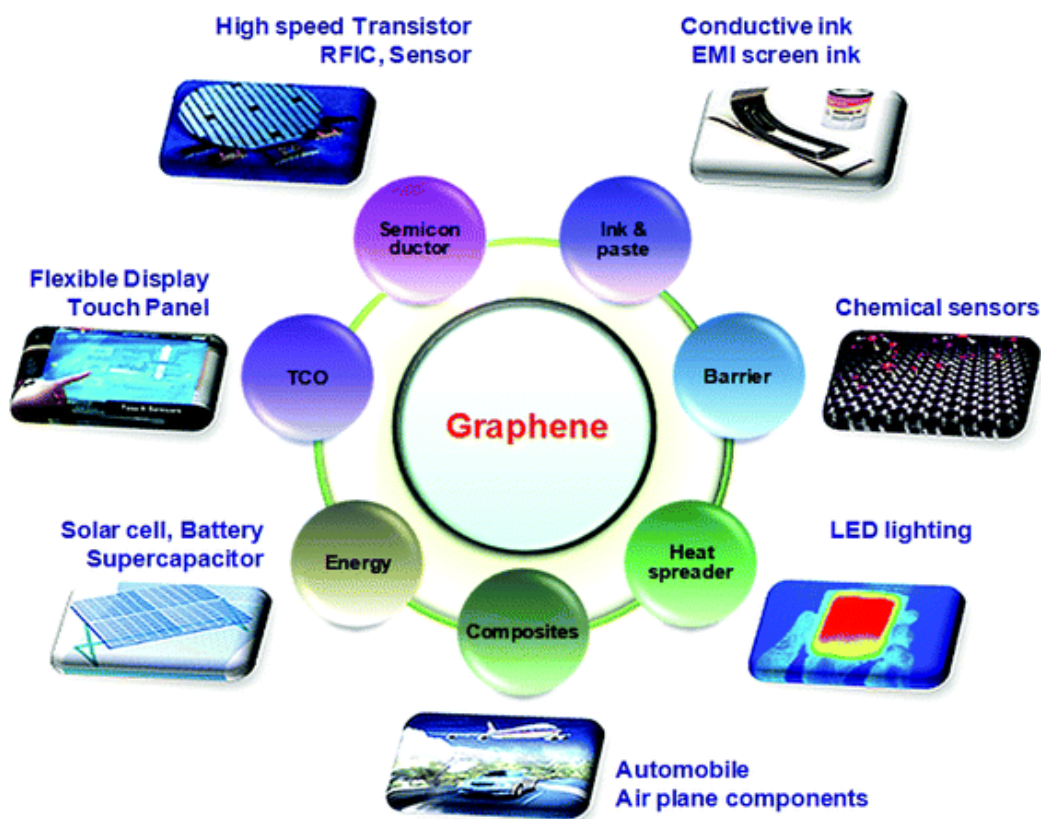 High speed Transistor
RFIC, Sensor
Conductive ink
EMI screen ink
Semicon
ductor
Ink &
paste
Flexible Display
Touch Panel
Chemical sensors
TCO
Barrier
Graphene
Solar cell, Battery
Supercapacitor
LED lighting
Energy
Heat
spreader
Composites
Automobile
Air plane components